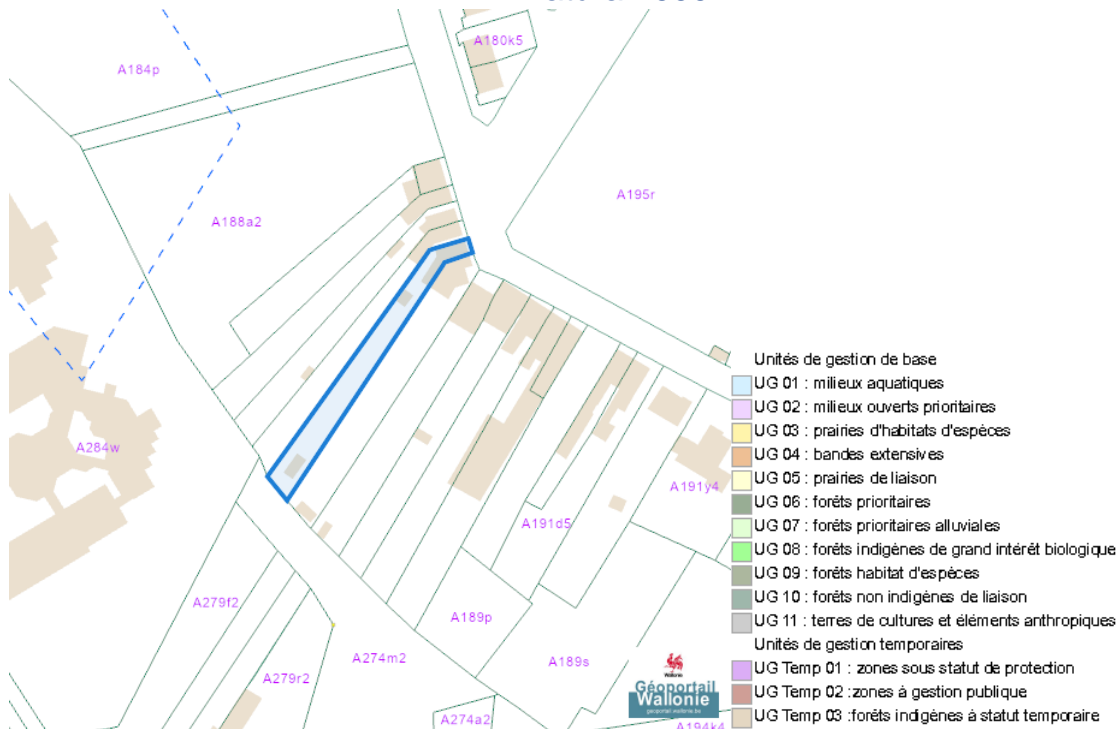 A180k5
A184p
A195r
A188a2
A284w
A191y4
A191d5
A279f2
A189p
A274m2
A189s
A279r2
A274a2
A194k4
Wallonie
Géoportail
Wallonie
geoportail.wallonie.be
Unités de gestion de base
UG 01 : milieux aquatiques
UG 02 : milieux ouverts prioritaires
UG 03 : prairies d'habitats d'espèces
UG 04 : bandes extensives
UG 05 : prairies de liaison
UG 06 : forêts prioritaires
UG 07 : forêts prioritaires alluviales
UG 08 : forêts indigènes de grand intérêt biologique
UG 09 : forêts habitat d'espèces
UG 10 : forêts non indigènes de liaison
UG 11 : terres de cultures et éléments anthropiques
Unités de gestion temporaires
UG Temp 01 : zones sous statut de protection
UG Temp 02 :zones à gestion publique
UG Temp 03 :forêts indigènes à statut temporaire